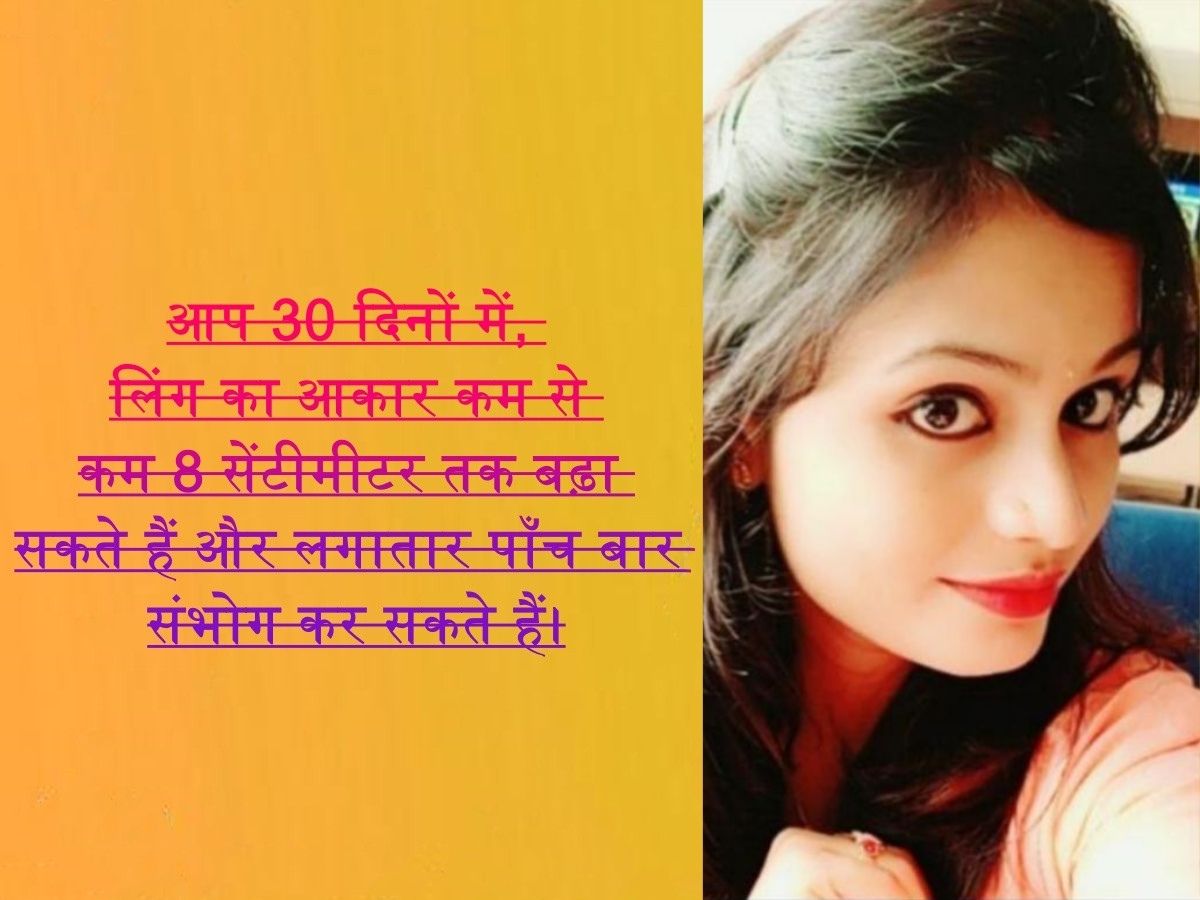 आप 30 दिनों में,
लिंग का आकार कम से
कम 8 सेंटीमीटर तक बढ़ा
सकते हैं और लगातार पाँच बार
संभोग कर सकते हैं।